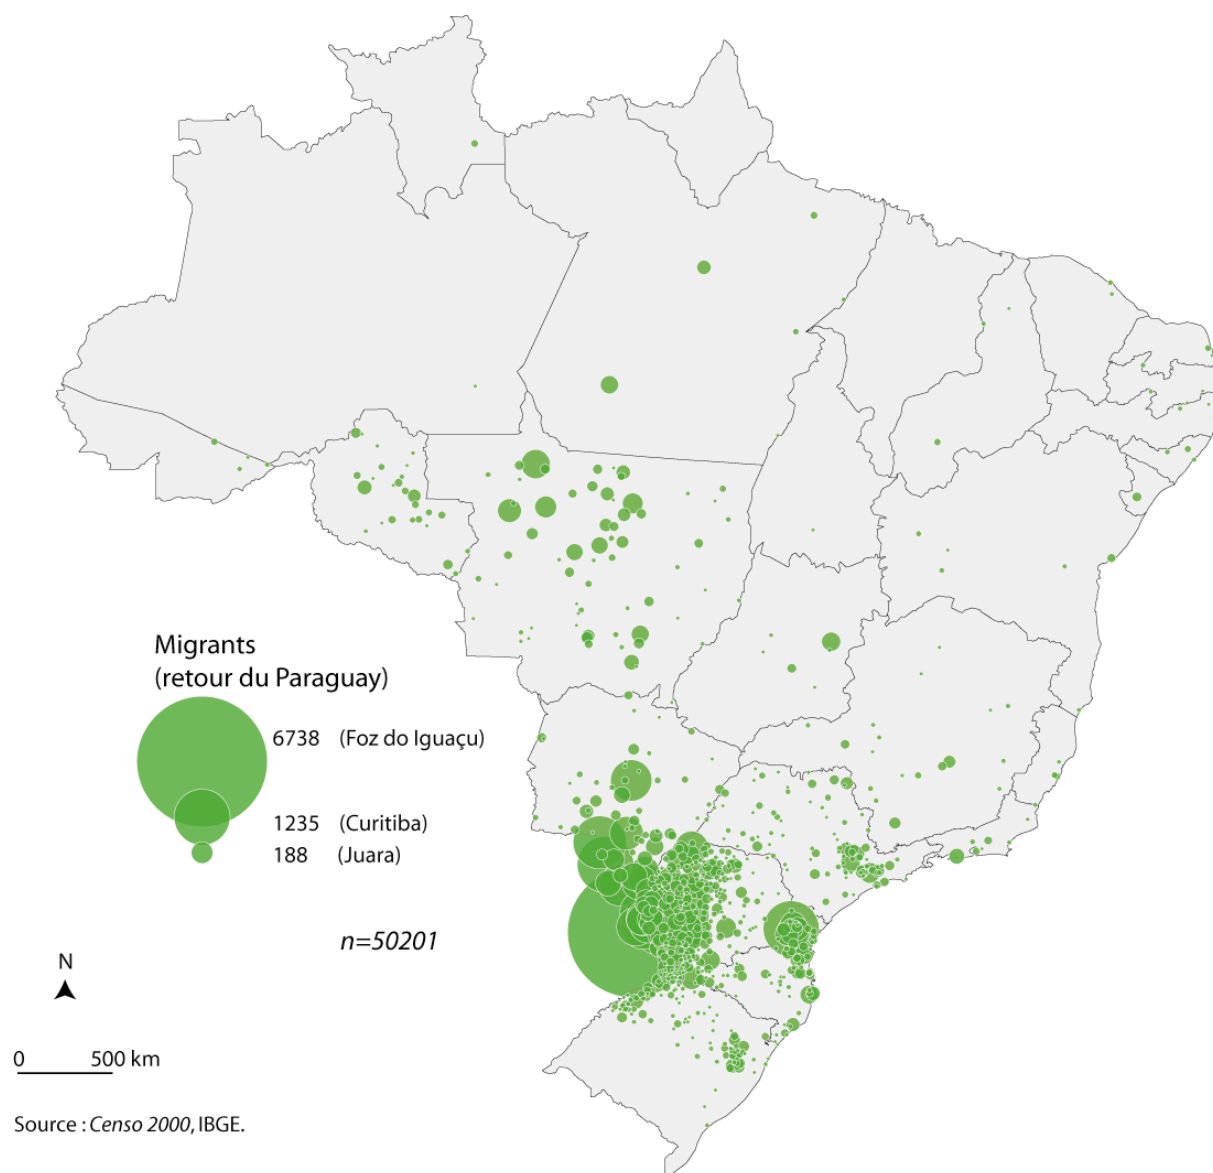 Migrants
(retour du Paraguay)
6738 (Foz do Iguaçu)
1235 (Curitiba)
188 (Juara)
n=50201
N
0 500 km
Source : Censo 2000, IBGE.